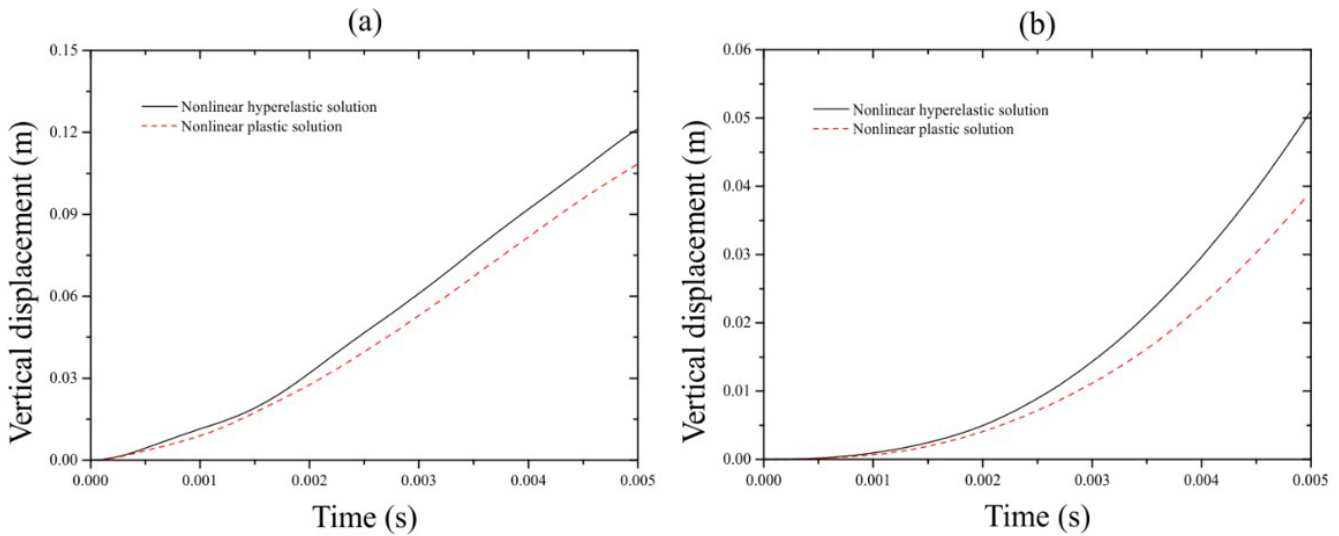 (a)
0.15
0.12
0.09
0.06
0.03
0.00
Vertical displacement (m)
Nonlinear hyperelastic solution
Nonlinear plastic solution
0.000 0.001 0.002 0.003 0.004 0.005
Time (s)
(b)
0.06
0.05
0.04
0.03
0.02
0.01
0.00
Vertical displacement (m)
Nonlinear hyperelastic solution
Nonlinear plastic solution
0.000 0.001 0.002 0.003 0.004 0.005
Time (s)